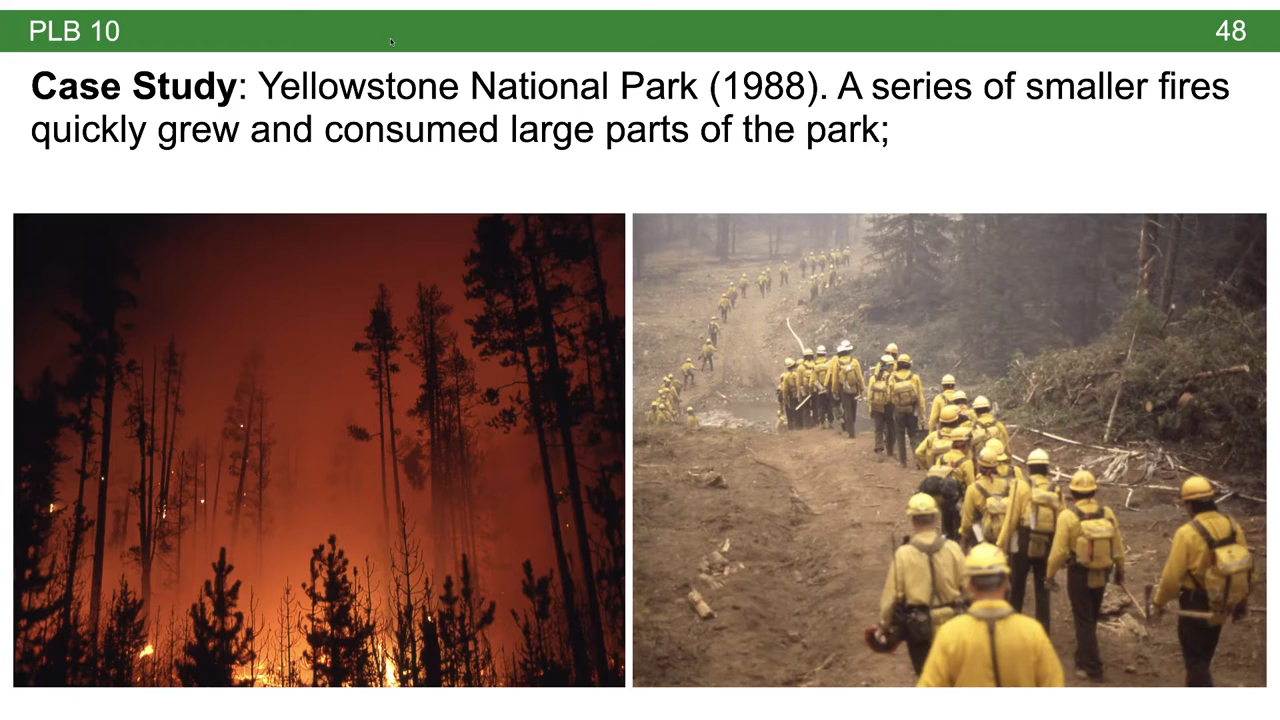 PLB 10
48
Case Study: Yellowstone National Park (1988). A series of smaller fires
quickly grew and consumed large parts of the park;